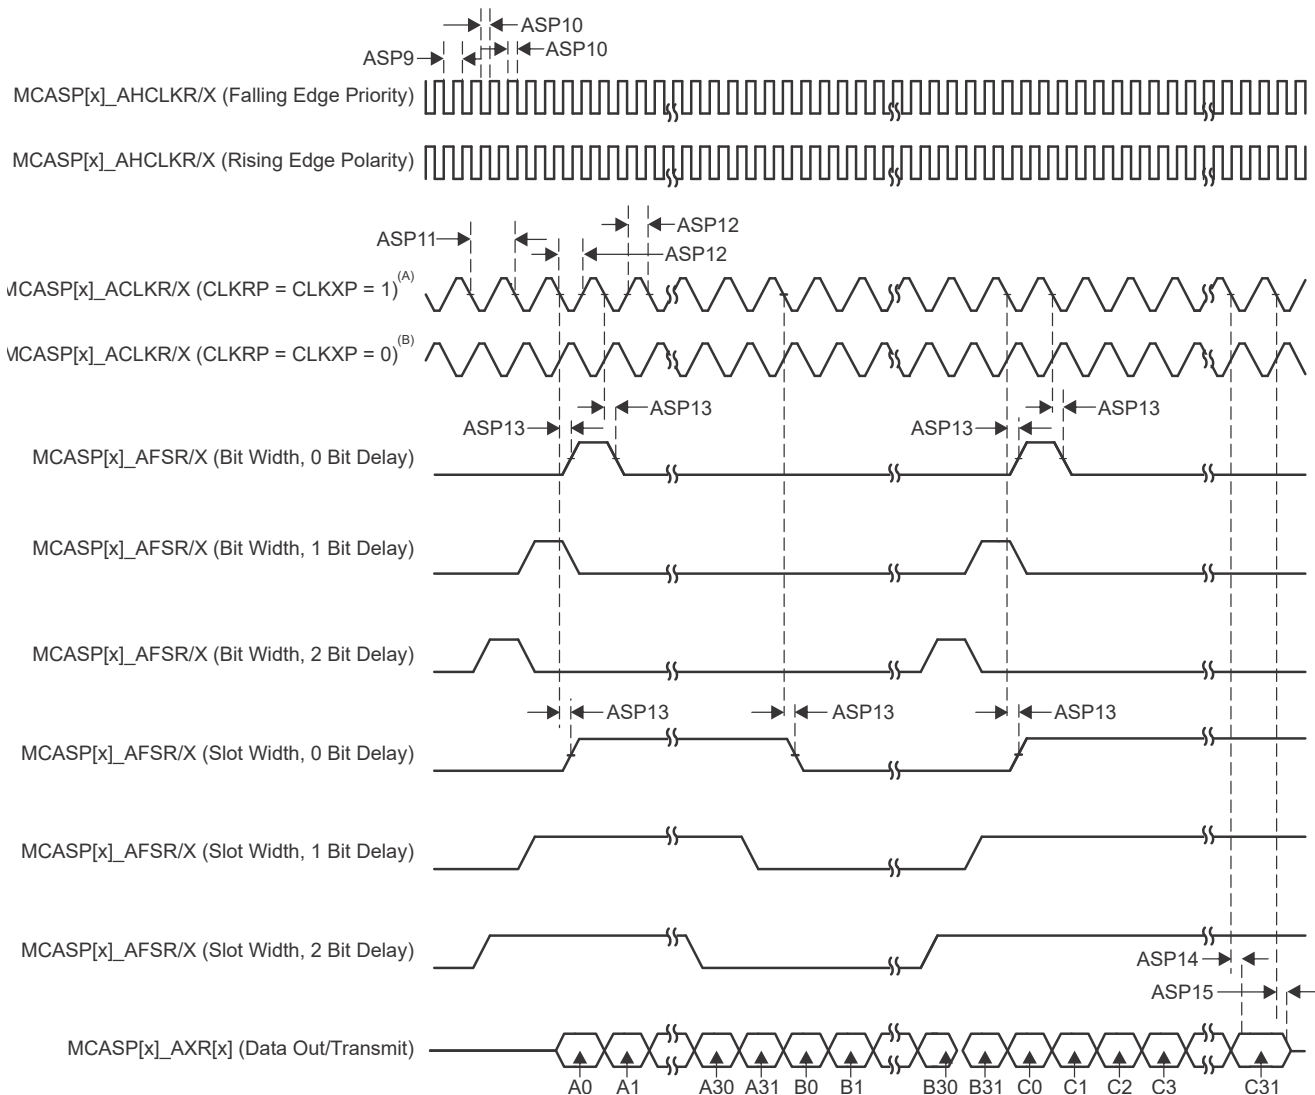 ASP10
ASP10
ASP9
MCASP[x]_AHCLKR/X (Falling Edge Priority)
MCASP[x]_AHCLKR/X (Rising Edge Polarity)
ASP12
ASP11
ASP12
MCASP[x]_ACLKR/X (CLKRP = CLKXP = 1)(A)
MCASP[x]_ACLKR/X (CLKRP = CLKXP = 0)(B)
ASP13 ASP13
ASP13 ASP13
MCASP[x]_AFSR/X (Bit Width, 0 Bit Delay)
MCASP[x]_AFSR/X (Bit Width, 1 Bit Delay)
MCASP[x]_AFSR/X (Bit Width, 2 Bit Delay)
ASP13 ASP13 ASP13
MCASP[x]_AFSR/X (Slot Width, 0 Bit Delay)
MCASP[x]_AFSR/X (Slot Width, 1 Bit Delay)
MCASP[x]_AFSR/X (Slot Width, 2 Bit Delay)
ASP14
ASP15
MCASP[x]_AXR[x] (Data Out/Transmit)
A0 A1 A30 A31 B0 B1 B30 B31 C0 C1 C2 C3 C31